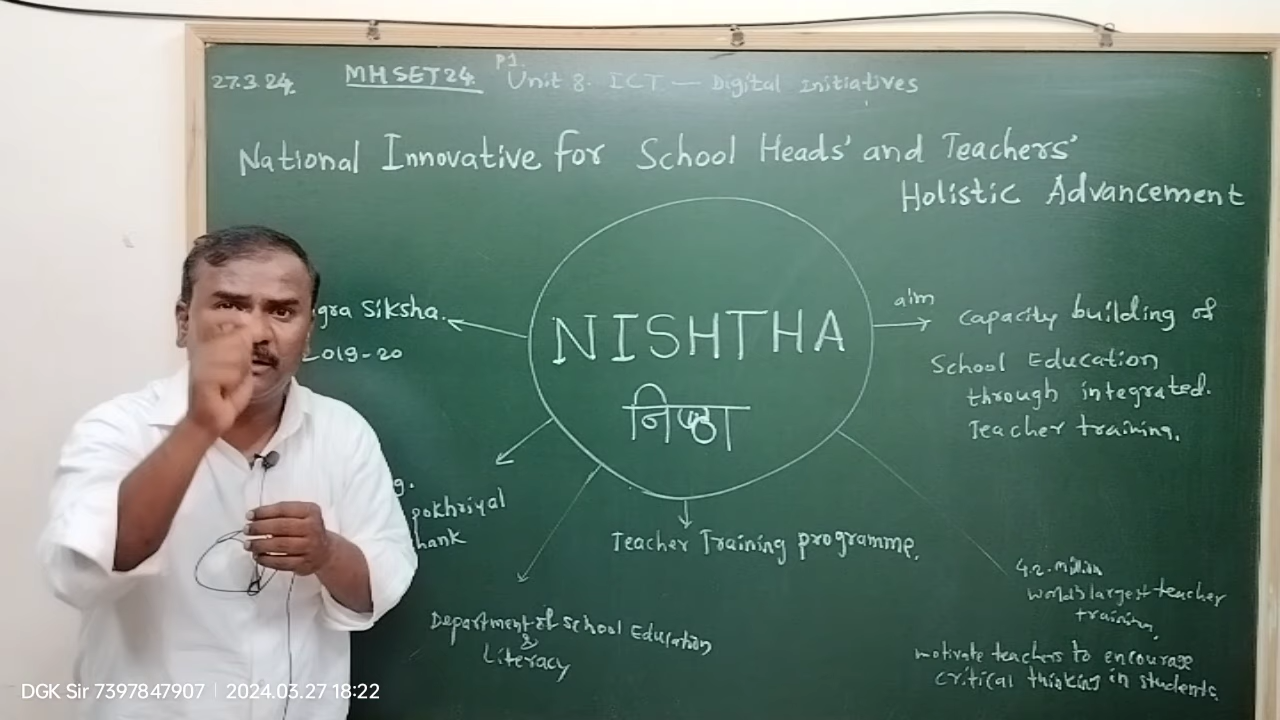 27.3.24. MH SET 24. P1. Unit 8. ICT — Digital Initiatives
National Innovative for School Heads' and Teachers'
Holistic Advancement
gra Siksha.
2019-20
NISHTHA
निष्ठा
aim
capacity building of
School Education
through integrated.
Teacher training.
g.
pokhriyal
hank
Teacher Training programme.
Department of School Education
&
Literacy
4.2. million
world's largest teacher
training.
motivate teachers to encourage
critical thinking in students.
DGK Sir 7397847907 | 2024.03.27 18:22